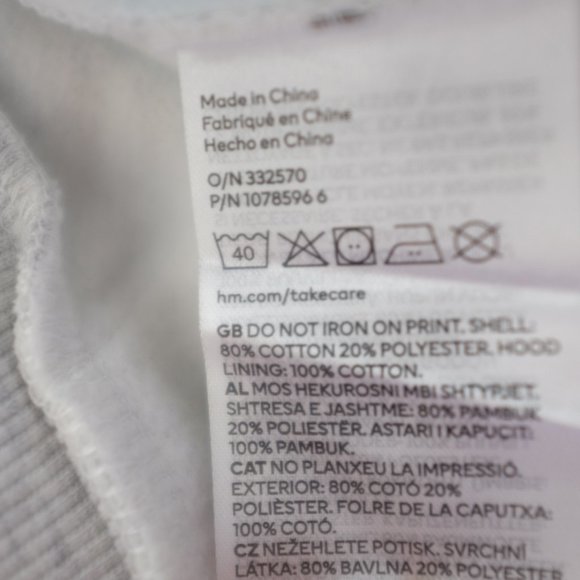 Made in China
Fabriqué en Chine
Hecho en China
O/N 332570
P/N 1078596 6
40
hm.com/takecare
GB DO NOT IRON ON PRINT. SHELL:
80% COTTON 20% POLYESTER. HOOD
LINING: 100% COTTON.
AL MOS HEKUROSNI MBI SHTYPJET.
SHTRESA E JASHTME: 80% PAMBUK
20% POLIESTËR. ASTARI I KAPUÇIT:
100% PAMBUK.
CAT NO PLANXEU LA IMPRESSIÓ.
EXTERIOR: 80% COTÓ 20%
POLIÈSTER. FOLRE DE LA CAPUTXA:
100% COTÓ.
CZ NEŽEHLETE POTISK. SVRCHNÍ
LÁTKA: 80% BAVLNA 20% POLYESTER